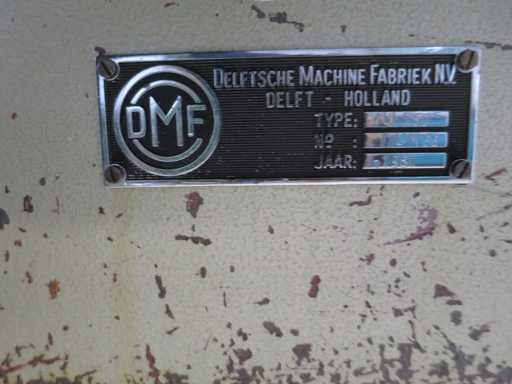 DMF
DELFTSCHE MACHINE FABRIEK N.V.
DELFT - HOLLAND
TYPE:
Nº :
JAAR: